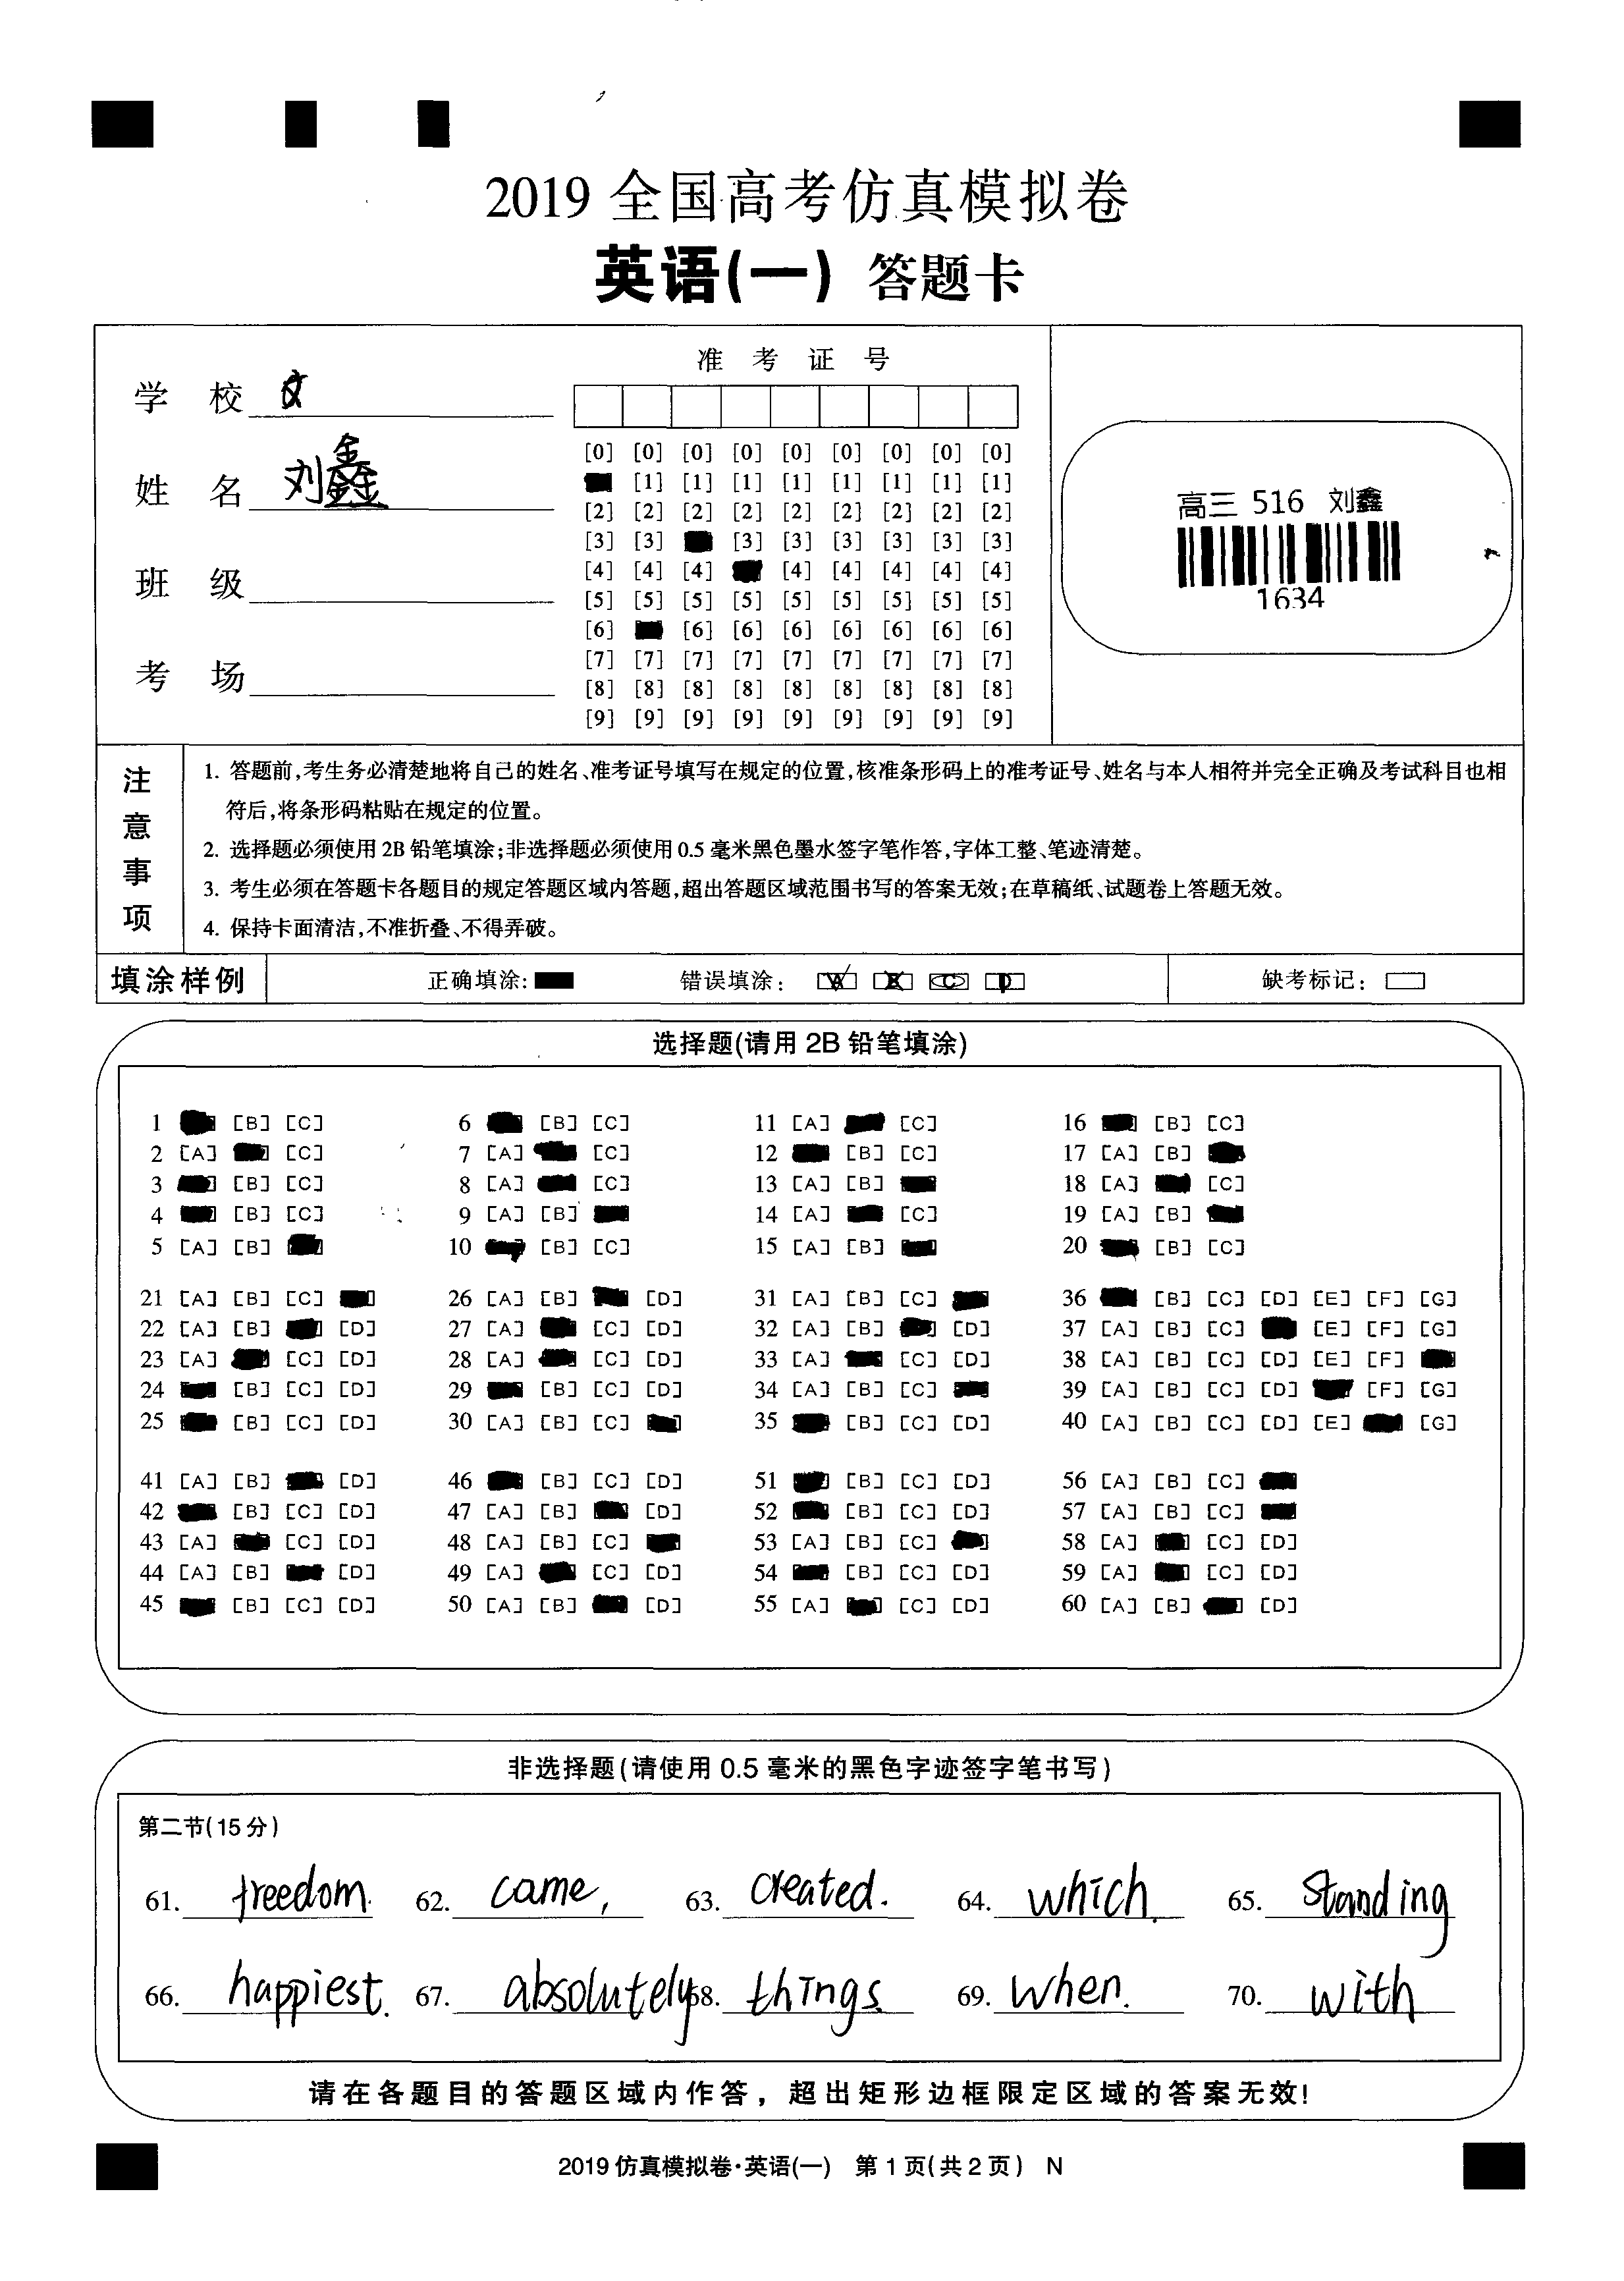 2019 全国高考仿真模拟卷
英语(一) 答题卡
学 校 文
姓 名 刘鑫
班 级
考 场
准 考 证 号
[0] [0] [0] [0] [0] [0] [0] [0] [0]
[1] [1] [1] [1] [1] [1] [1] [1]
[2] [2] [2] [2] [2] [2] [2] [2] [2]
[3] [3] [3] [3] [3] [3] [3] [3]
[4] [4] [4] [4] [4] [4] [4] [4]
[5] [5] [5] [5] [5] [5] [5] [5] [5]
[6] [6] [6] [6] [6] [6] [6] [6]
[7] [7] [7] [7] [7] [7] [7] [7] [7]
[8] [8] [8] [8] [8] [8] [8] [8] [8]
[9] [9] [9] [9] [9] [9] [9] [9] [9]
高三 516 刘鑫
1634
注意事项
1. 答题前,考生务必清楚地将自己的姓名、准考证号填写在规定的位置,核准条形码上的准考证号、姓名与本人相符并完全正确及考试科目也相
符后,将条形码粘贴在规定的位置。
2. 选择题必须使用 2B 铅笔填涂;非选择题必须使用 0.5 毫米黑色墨水签字笔作答,字体工整、笔迹清楚。
3. 考生必须在答题卡各题目的规定答题区域内答题,超出答题区域范围书写的答案无效;在草稿纸、试题卷上答题无效。
4. 保持卡面清洁,不准折叠、不得弄破。
填涂样例 正确填涂: 错误填涂: A B C D 缺考标记:
选择题(请用 2B 铅笔填涂)
1 [B] [C] 6 [B] [C] 11 [A] [C] 16 [B] [C]
2 [A] [C] 7 [A] [C] 12 [B] [C] 17 [A] [B]
3 [B] [C] 8 [A] [C] 13 [A] [B] 18 [A] [C]
4 [B] [C] 9 [A] [B] 14 [A] [C] 19 [A] [B]
5 [A] [B] 10 [B] [C] 15 [A] [B] 20 [B] [C]
21 [A] [B] [C] 26 [A] [B] [D] 31 [A] [B] [C] 36 [B] [C] [D] [E] [F] [G]
22 [A] [B] [D] 27 [A] [C] [D] 32 [A] [B] [D] 37 [A] [B] [C] [E] [F] [G]
23 [A] [C] [D] 28 [A] [C] [D] 33 [A] [C] [D] 38 [A] [B] [C] [D] [E] [F]
24 [B] [C] [D] 29 [B] [C] [D] 34 [A] [B] [C] 39 [A] [B] [C] [D] [F] [G]
25 [B] [C] [D] 30 [A] [B] [C] 35 [B] [C] [D] 40 [A] [B] [C] [D] [E] [G]
41 [A] [B] [D] 46 [B] [C] [D] 51 [B] [C] [D] 56 [A] [B] [C]
42 [B] [C] [D] 47 [A] [B] [D] 52 [B] [C] [D] 57 [A] [B] [C]
43 [A] [C] [D] 48 [A] [B] [C] 53 [A] [B] [C] 58 [A] [C] [D]
44 [A] [B] [D] 49 [A] [C] [D] 54 [B] [C] [D] 59 [A] [C] [D]
45 [B] [C] [D] 50 [A] [B] [D] 55 [A] [C] [D] 60 [A] [B] [D]
非选择题(请使用 0.5 毫米的黑色字迹签字笔书写)
第二节(15分)
61. freedom. 62. came, 63. created. 64. which. 65. standing
66. happiest. 67. absolutely 68. things. 69. when. 70. with
请在各题目的答题区域内作答，超出矩形边框限定区域的答案无效!
2019 仿真模拟卷·英语(一) 第 1 页(共 2 页) N